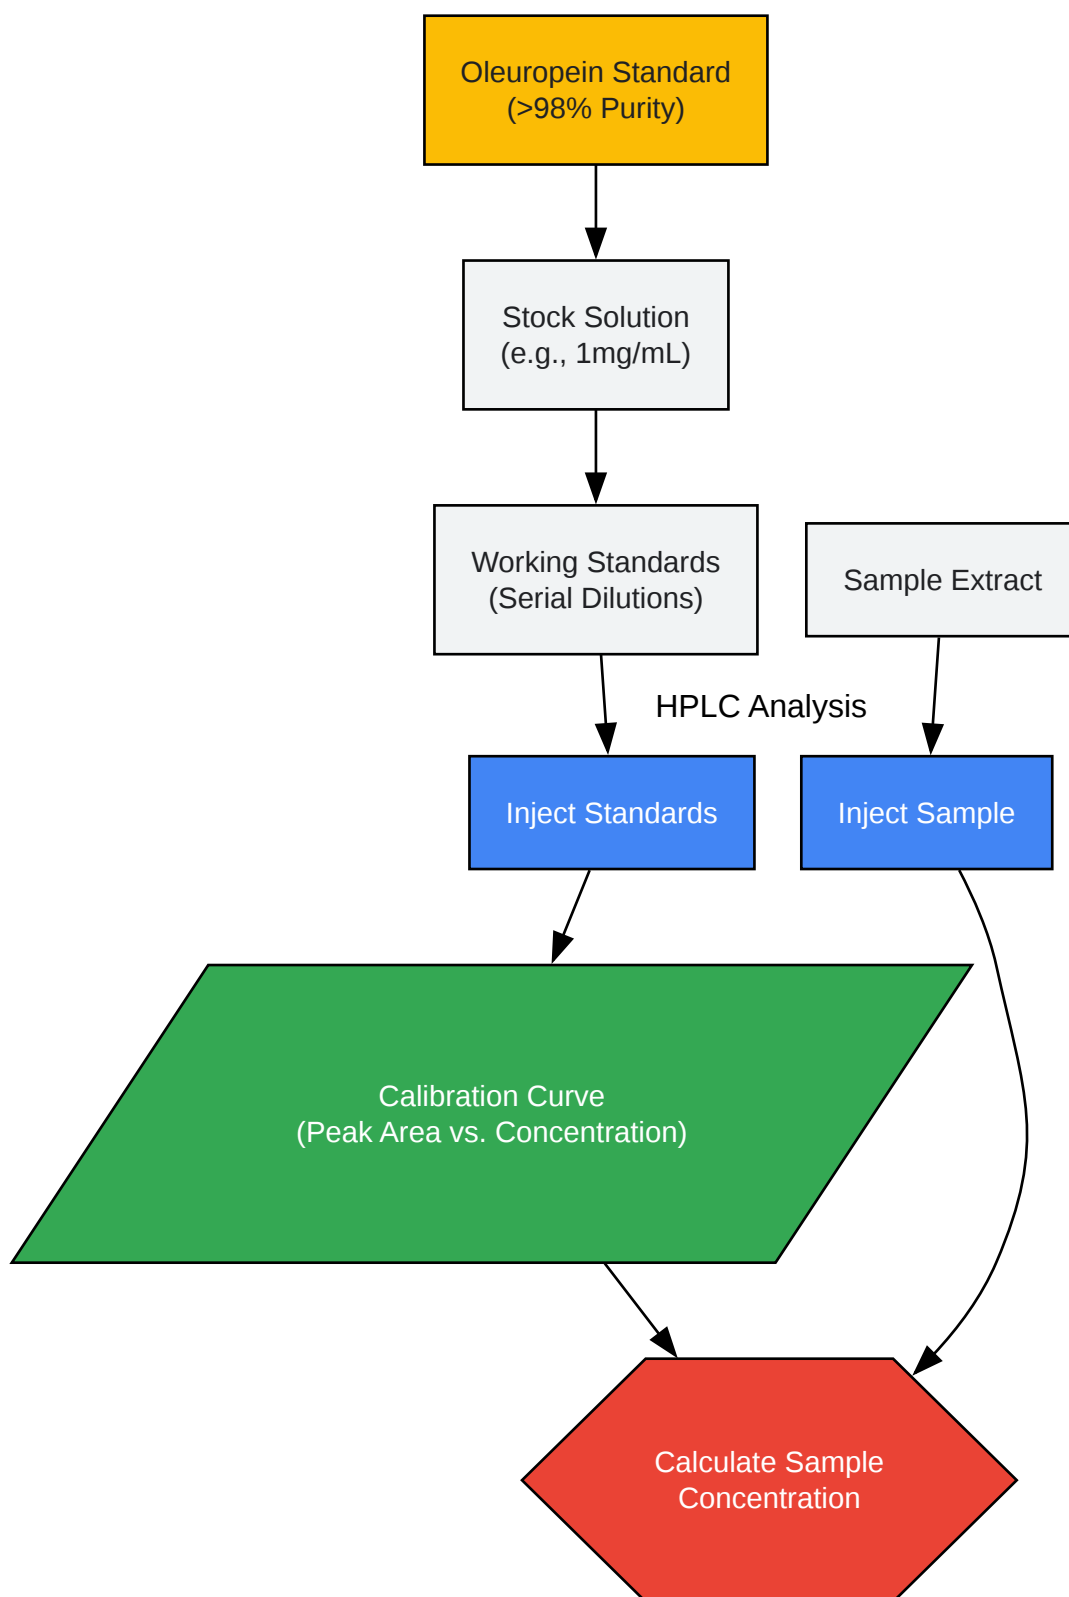 Oleuropein Standard
(>98% Purity)
Stock Solution
(e.g., 1mg/mL)
Working Standards
(Serial Dilutions)
Sample Extract
HPLC Analysis
Inject Standards
Inject Sample
Calibration Curve
(Peak Area vs. Concentration)
Calculate Sample
Concentration